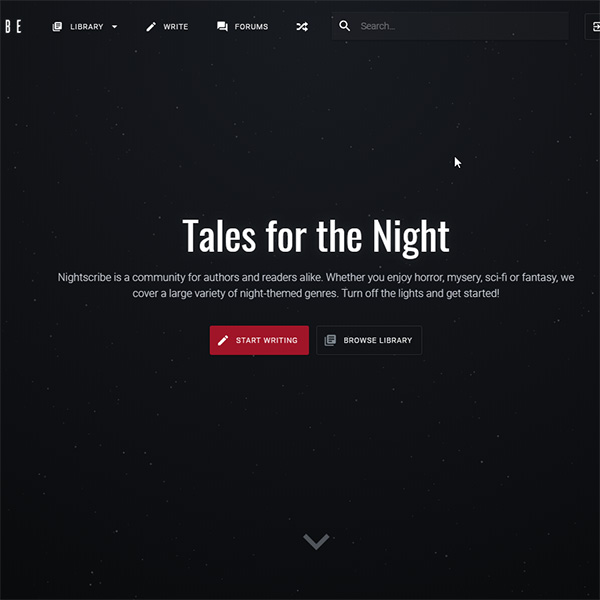 BE LIBRARY WRITE FORUMS Search...
Tales for the Night
Nightscribe is a community for authors and readers alike. Whether you enjoy horror, mysery, sci-fi or fantasy, we
cover a large variety of night-themed genres. Turn off the lights and get started!
START WRITING BROWSE LIBRARY